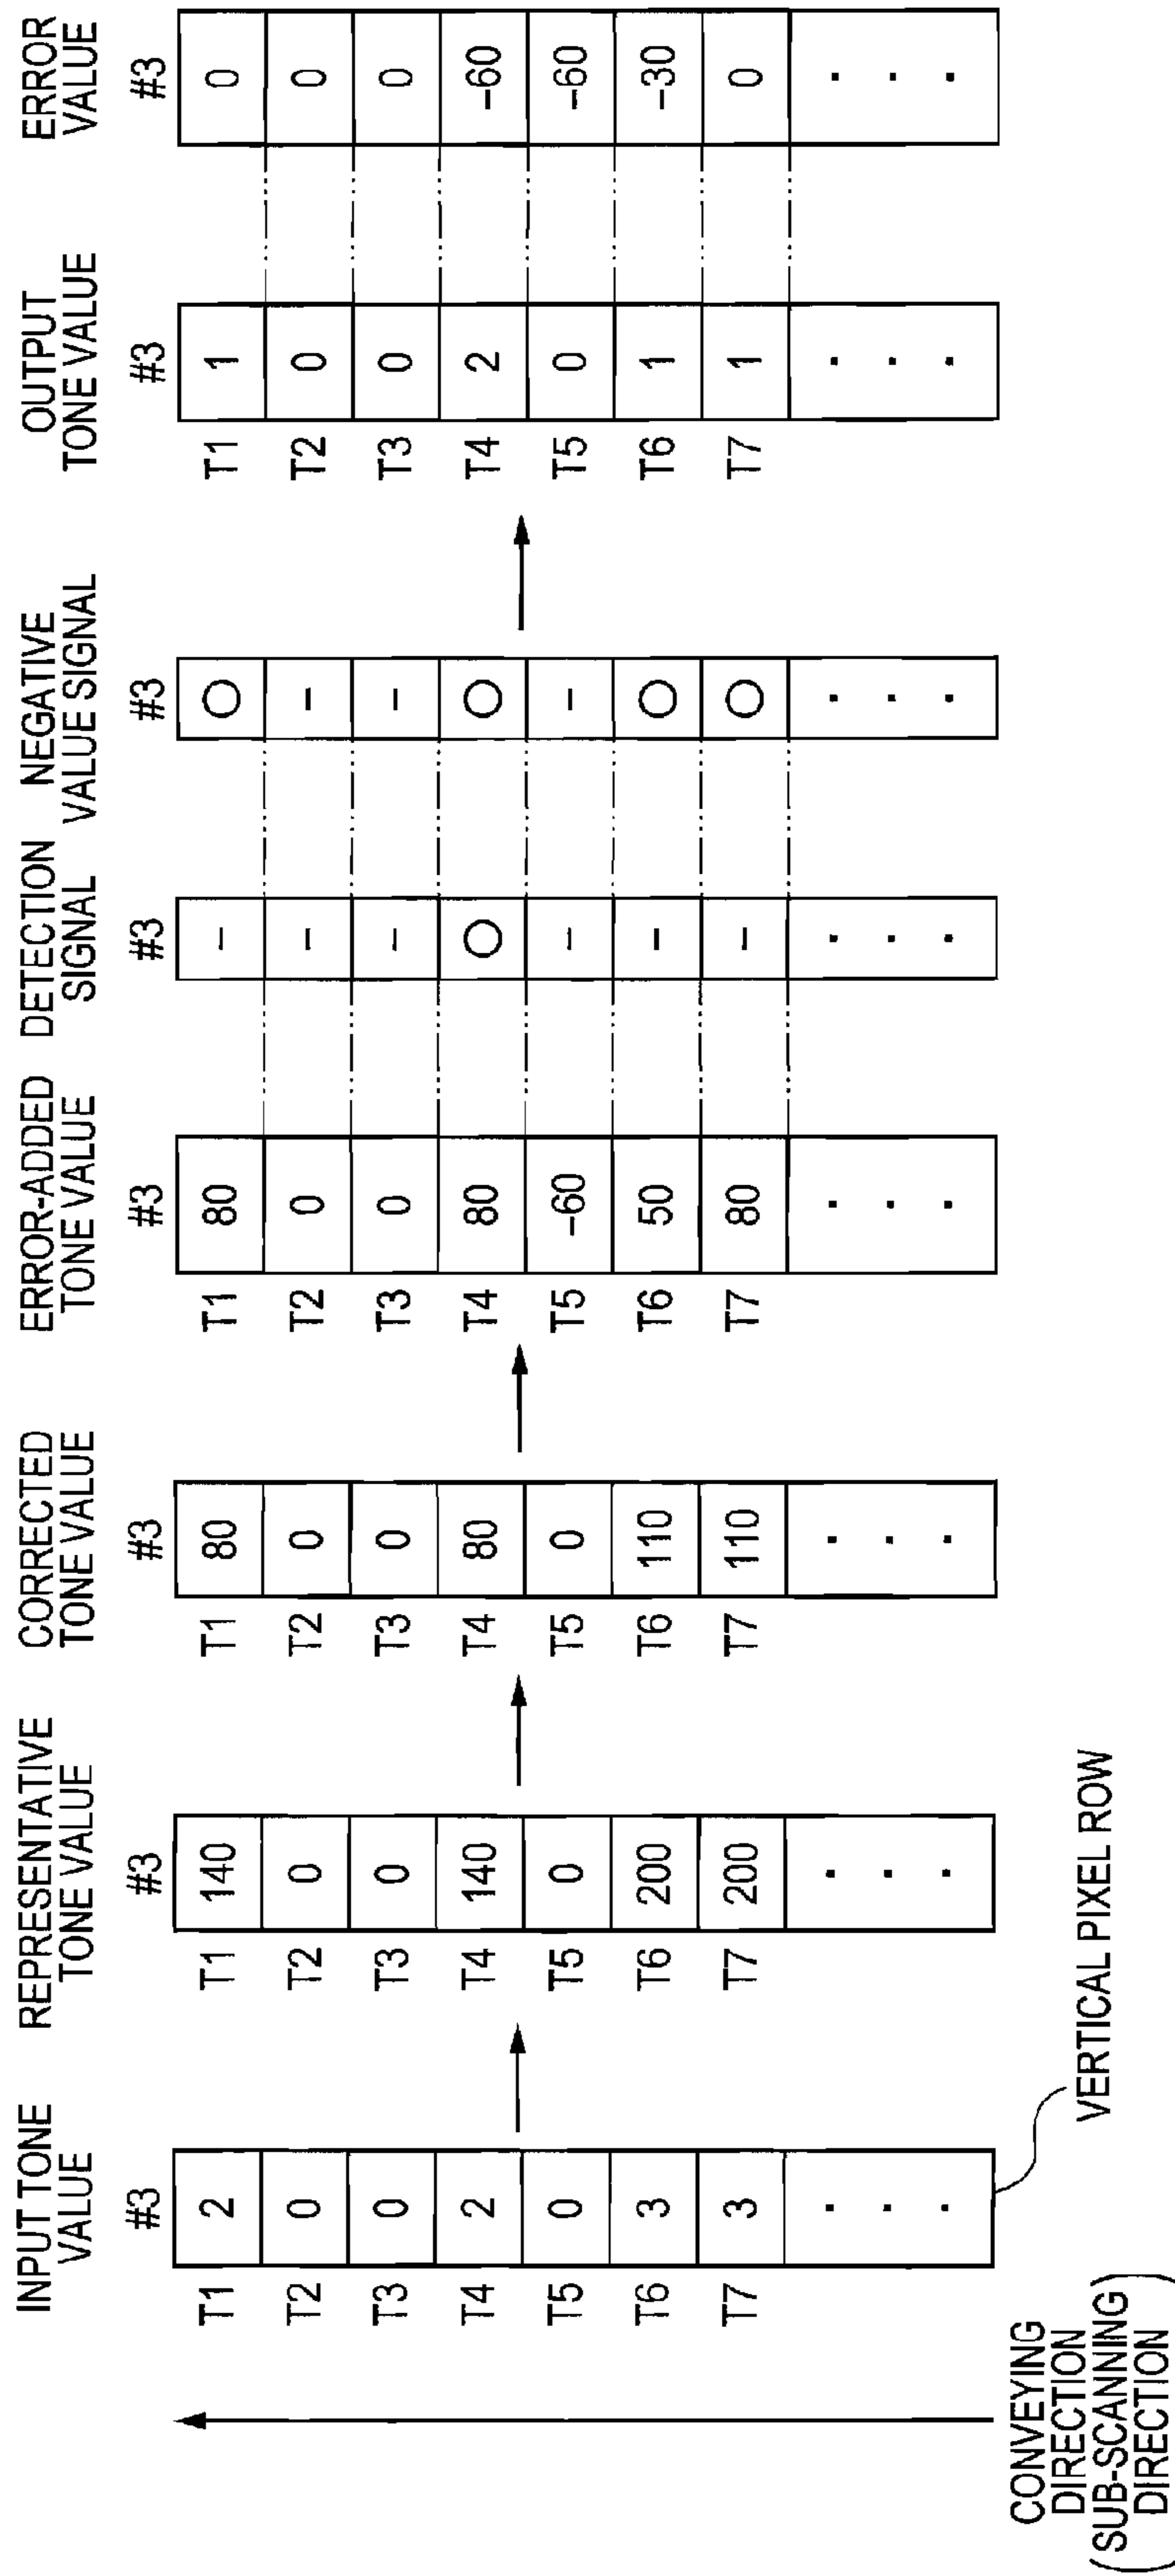 INPUT TONE
VALUE
#3
T1 2
T2 0
T3 0
T4 2
T5 0
T6 3
T7 3
. . .
CONVEYING
DIRECTION
(SUB-SCANNING
DIRECTION)
VERTICAL PIXEL ROW
REPRESENTATIVE
TONE VALUE
#3
T1 140
T2 0
T3 0
T4 140
T5 0
T6 200
T7 200
. . .
CORRECTED
TONE VALUE
#3
T1 80
T2 0
T3 0
T4 80
T5 0
T6 110
T7 110
. . .
ERROR-ADDED
TONE VALUE
#3
T1 80
T2 0
T3 0
T4 80
T5 -60
T6 50
T7 80
. . .
DETECTION
SIGNAL
#3
-
-
-
○
-
-
-
. . .
NEGATIVE
VALUE SIGNAL
#3
○
-
-
○
-
○
○
. . .
OUTPUT
TONE VALUE
#3
T1 1
T2 0
T3 0
T4 2
T5 0
T6 1
T7 1
. . .
ERROR
VALUE
#3
0
0
0
-60
-60
-30
0
. . .